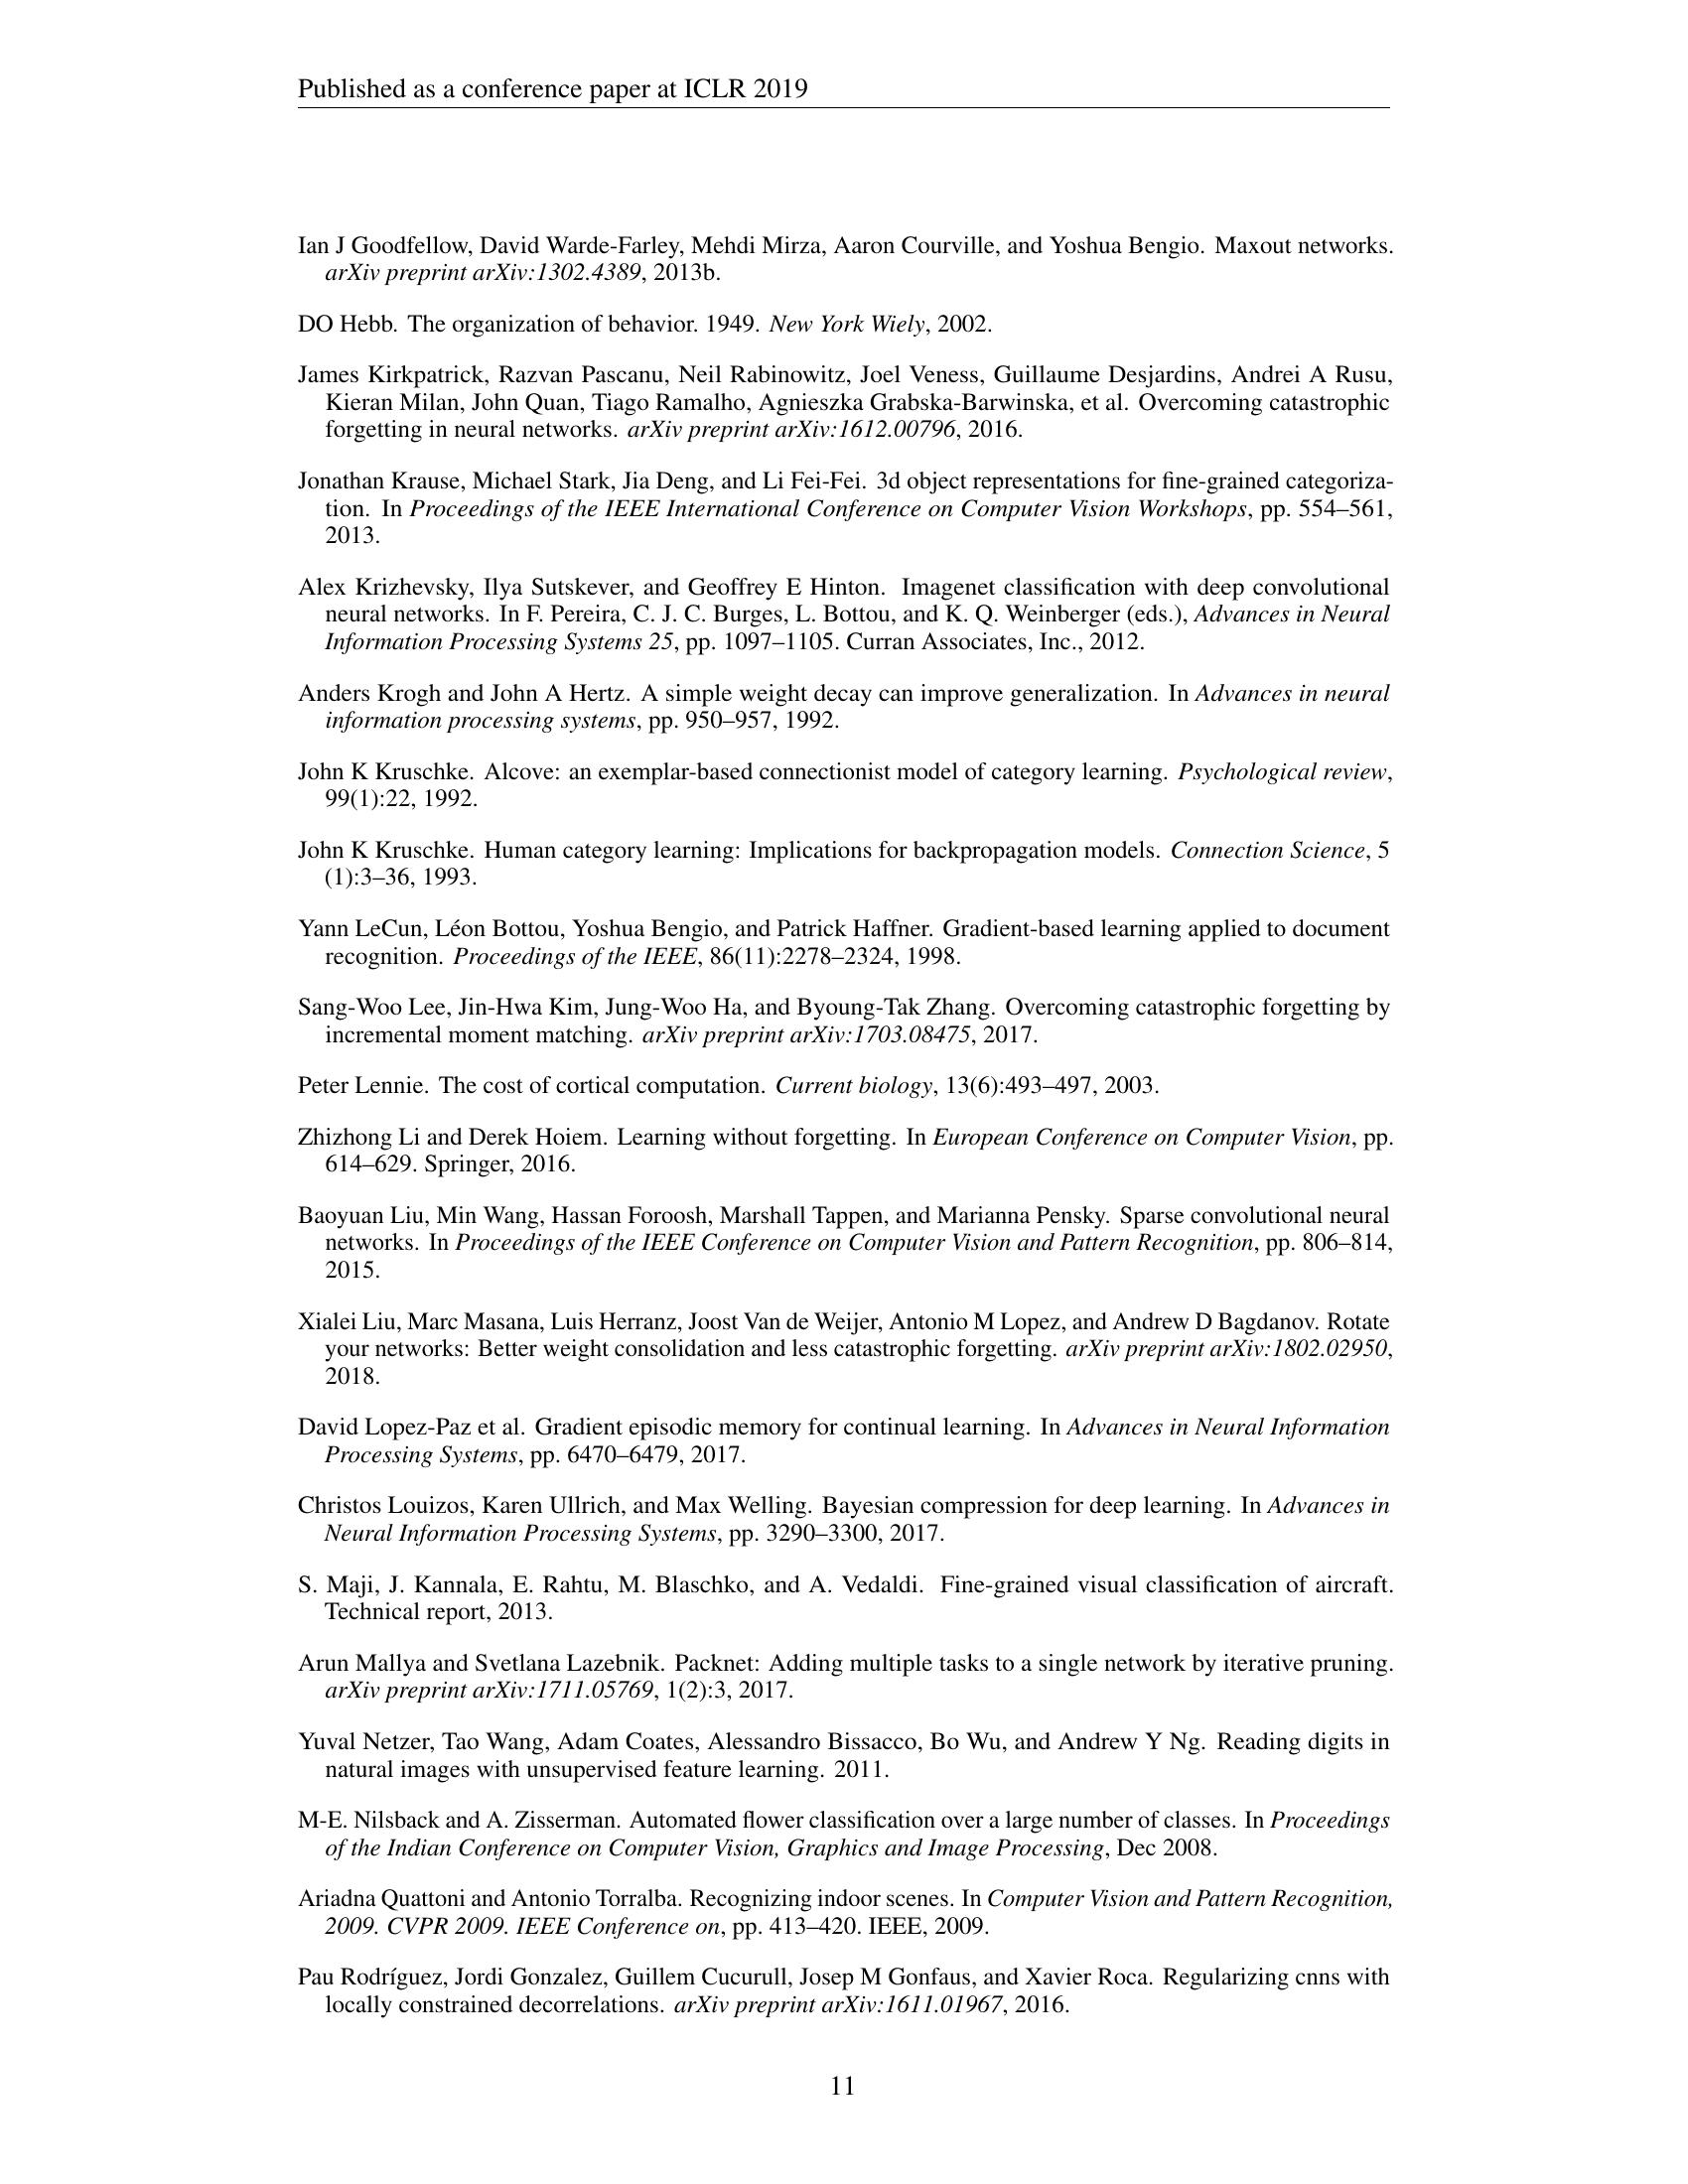 Published as a conference paper at ICLR 2019
Ian J Goodfellow, David Warde-Farley, Mehdi Mirza, Aaron Courville, and Yoshua Bengio. Maxout networks.
arXiv preprint arXiv:1302.4389, 2013b.
DO Hebb. The organization of behavior. 1949. New York Wiely, 2002.
James Kirkpatrick, Razvan Pascanu, Neil Rabinowitz, Joel Veness, Guillaume Desjardins, Andrei A Rusu,
Kieran Milan, John Quan, Tiago Ramalho, Agnieszka Grabska-Barwinska, et al. Overcoming catastrophic
forgetting in neural networks. arXiv preprint arXiv:1612.00796, 2016.
Jonathan Krause, Michael Stark, Jia Deng, and Li Fei-Fei. 3d object representations for fine-grained categoriza-
tion. In Proceedings of the IEEE International Conference on Computer Vision Workshops, pp. 554–561,
2013.
Alex Krizhevsky, Ilya Sutskever, and Geoffrey E Hinton. Imagenet classification with deep convolutional
neural networks. In F. Pereira, C. J. C. Burges, L. Bottou, and K. Q. Weinberger (eds.), Advances in Neural
Information Processing Systems 25, pp. 1097–1105. Curran Associates, Inc., 2012.
Anders Krogh and John A Hertz. A simple weight decay can improve generalization. In Advances in neural
information processing systems, pp. 950–957, 1992.
John K Kruschke. Alcove: an exemplar-based connectionist model of category learning. Psychological review,
99(1):22, 1992.
John K Kruschke. Human category learning: Implications for backpropagation models. Connection Science, 5
(1):3–36, 1993.
Yann LeCun, Léon Bottou, Yoshua Bengio, and Patrick Haffner. Gradient-based learning applied to document
recognition. Proceedings of the IEEE, 86(11):2278–2324, 1998.
Sang-Woo Lee, Jin-Hwa Kim, Jung-Woo Ha, and Byoung-Tak Zhang. Overcoming catastrophic forgetting by
incremental moment matching. arXiv preprint arXiv:1703.08475, 2017.
Peter Lennie. The cost of cortical computation. Current biology, 13(6):493–497, 2003.
Zhizhong Li and Derek Hoiem. Learning without forgetting. In European Conference on Computer Vision, pp.
614–629. Springer, 2016.
Baoyuan Liu, Min Wang, Hassan Foroosh, Marshall Tappen, and Marianna Pensky. Sparse convolutional neural
networks. In Proceedings of the IEEE Conference on Computer Vision and Pattern Recognition, pp. 806–814,
2015.
Xialei Liu, Marc Masana, Luis Herranz, Joost Van de Weijer, Antonio M Lopez, and Andrew D Bagdanov. Rotate
your networks: Better weight consolidation and less catastrophic forgetting. arXiv preprint arXiv:1802.02950,
2018.
David Lopez-Paz et al. Gradient episodic memory for continual learning. In Advances in Neural Information
Processing Systems, pp. 6470–6479, 2017.
Christos Louizos, Karen Ullrich, and Max Welling. Bayesian compression for deep learning. In Advances in
Neural Information Processing Systems, pp. 3290–3300, 2017.
S. Maji, J. Kannala, E. Rahtu, M. Blaschko, and A. Vedaldi. Fine-grained visual classification of aircraft.
Technical report, 2013.
Arun Mallya and Svetlana Lazebnik. Packnet: Adding multiple tasks to a single network by iterative pruning.
arXiv preprint arXiv:1711.05769, 1(2):3, 2017.
Yuval Netzer, Tao Wang, Adam Coates, Alessandro Bissacco, Bo Wu, and Andrew Y Ng. Reading digits in
natural images with unsupervised feature learning. 2011.
M-E. Nilsback and A. Zisserman. Automated flower classification over a large number of classes. In Proceedings
of the Indian Conference on Computer Vision, Graphics and Image Processing, Dec 2008.
Ariadna Quattoni and Antonio Torralba. Recognizing indoor scenes. In Computer Vision and Pattern Recognition,
2009. CVPR 2009. IEEE Conference on, pp. 413–420. IEEE, 2009.
Pau Rodríguez, Jordi Gonzalez, Guillem Cucurull, Josep M Gonfaus, and Xavier Roca. Regularizing cnns with
locally constrained decorrelations. arXiv preprint arXiv:1611.01967, 2016.
11